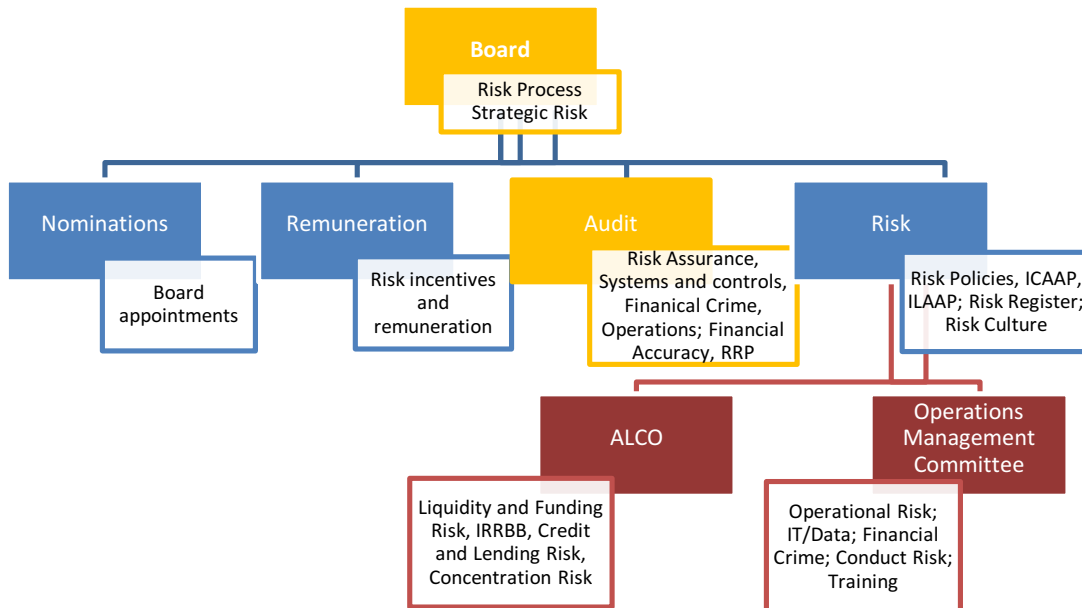 Board
Risk Process
Strategic Risk
Nominations
Board
appointments
Remuneration
Risk incentives
and
remuneration
Audit
Risk Assurance,
Systems and controls,
Finanical Crime,
Operations; Financial
Accuracy, RRP
Risk
Risk Policies, ICAAP,
ILAAP; Risk Register;
Risk Culture
ALCO
Liquidity and Funding
Risk, IRRBB, Credit
and Lending Risk,
Concentration Risk
Operations
Management
Committee
Operational Risk;
IT/Data; Financial
Crime; Conduct Risk;
Training